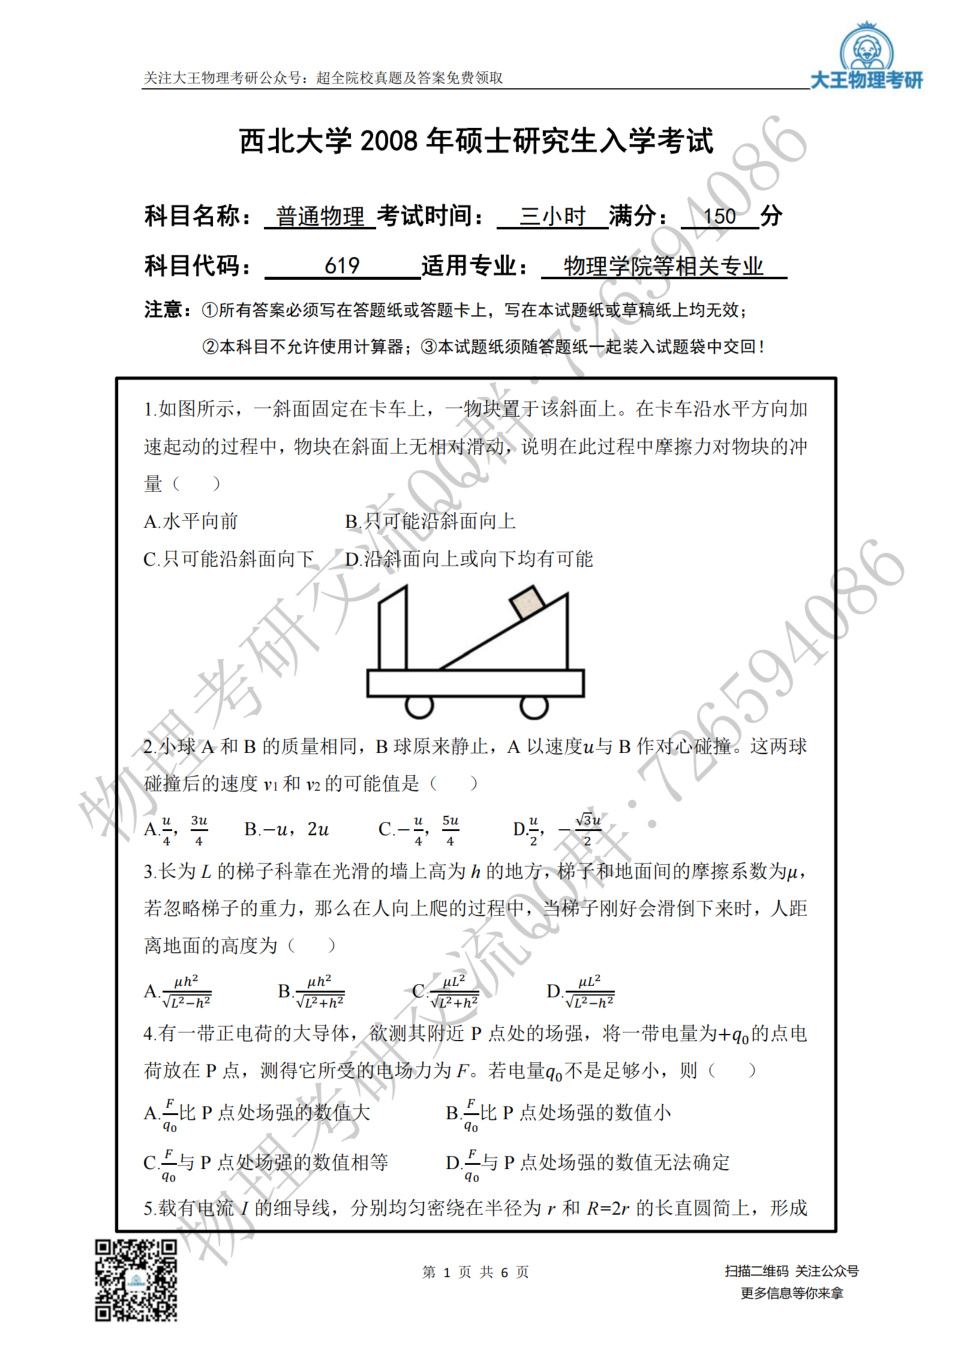 关注大王物理考研公众号：超全院校真题及答案免费领取
大王物理考研
西北大学 2008 年硕士研究生入学考试
科目名称： 普通物理 考试时间： 三小时 满分： 150 分
科目代码： 619 适用专业： 物理学院等相关专业
注意：①所有答案必须写在答题纸或答题卡上，写在本试题纸或草稿纸上均无效；
②本科目不允许使用计算器；③本试题纸须随答题纸一起装入试题袋中交回！
1.如图所示，一斜面固定在卡车上，一物块置于该斜面上。在卡车沿水平方向加
速起动的过程中，物块在斜面上无相对滑动，说明在此过程中摩擦力对物块的冲
量（ ）
A.水平向前 B.只可能沿斜面向上
C.只可能沿斜面向下 D.沿斜面向上或向下均有可能
2.小球 A 和 B 的质量相同，B 球原来静止，A 以速度u与 B 作对心碰撞。这两球
碰撞后的速度 v₁ 和 v₂ 的可能值是（ ）
A.u/4，3u/4 B.−u，2u C.−u/4，5u/4 D.u/2，−√3u/2
3.长为 L 的梯子科靠在光滑的墙上高为 h 的地方，梯子和地面间的摩擦系数为μ，
若忽略梯子的重力，那么在人向上爬的过程中，当梯子刚好会滑倒下来时，人距
离地面的高度为（ ）
A.μh²/√(L²−h²) B.μh²/√(L²+h²) C.μL²/√(L²+h²) D.μL²/√(L²−h²)
4.有一带正电荷的大导体，欲测其附近 P 点处的场强，将一带电量为+q₀的点电
荷放在 P 点，测得它所受的电场力为 F。若电量q₀不是足够小，则（ ）
A.F/q₀比 P 点处场强的数值大 B.F/q₀比 P 点处场强的数值小
C.F/q₀与 P 点处场强的数值相等 D.F/q₀与 P 点处场强的数值无法确定
5.载有电流 I 的细导线，分别均匀密绕在半径为 r 和 R=2r 的长直圆筒上，形成
物理考研交流QQ群：726594086
物理考研交流QQ群：726594086
第 1 页 共 6 页
扫描二维码 关注公众号
更多信息等你来拿